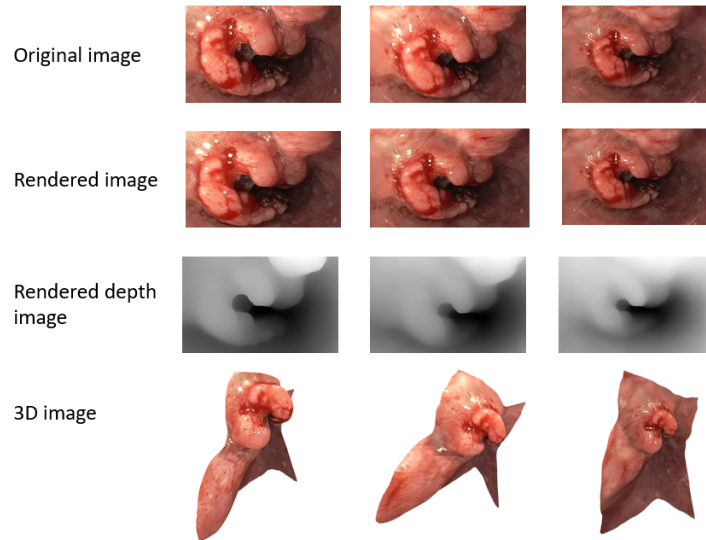 Original image
Rendered image
Rendered depth
image
3D image